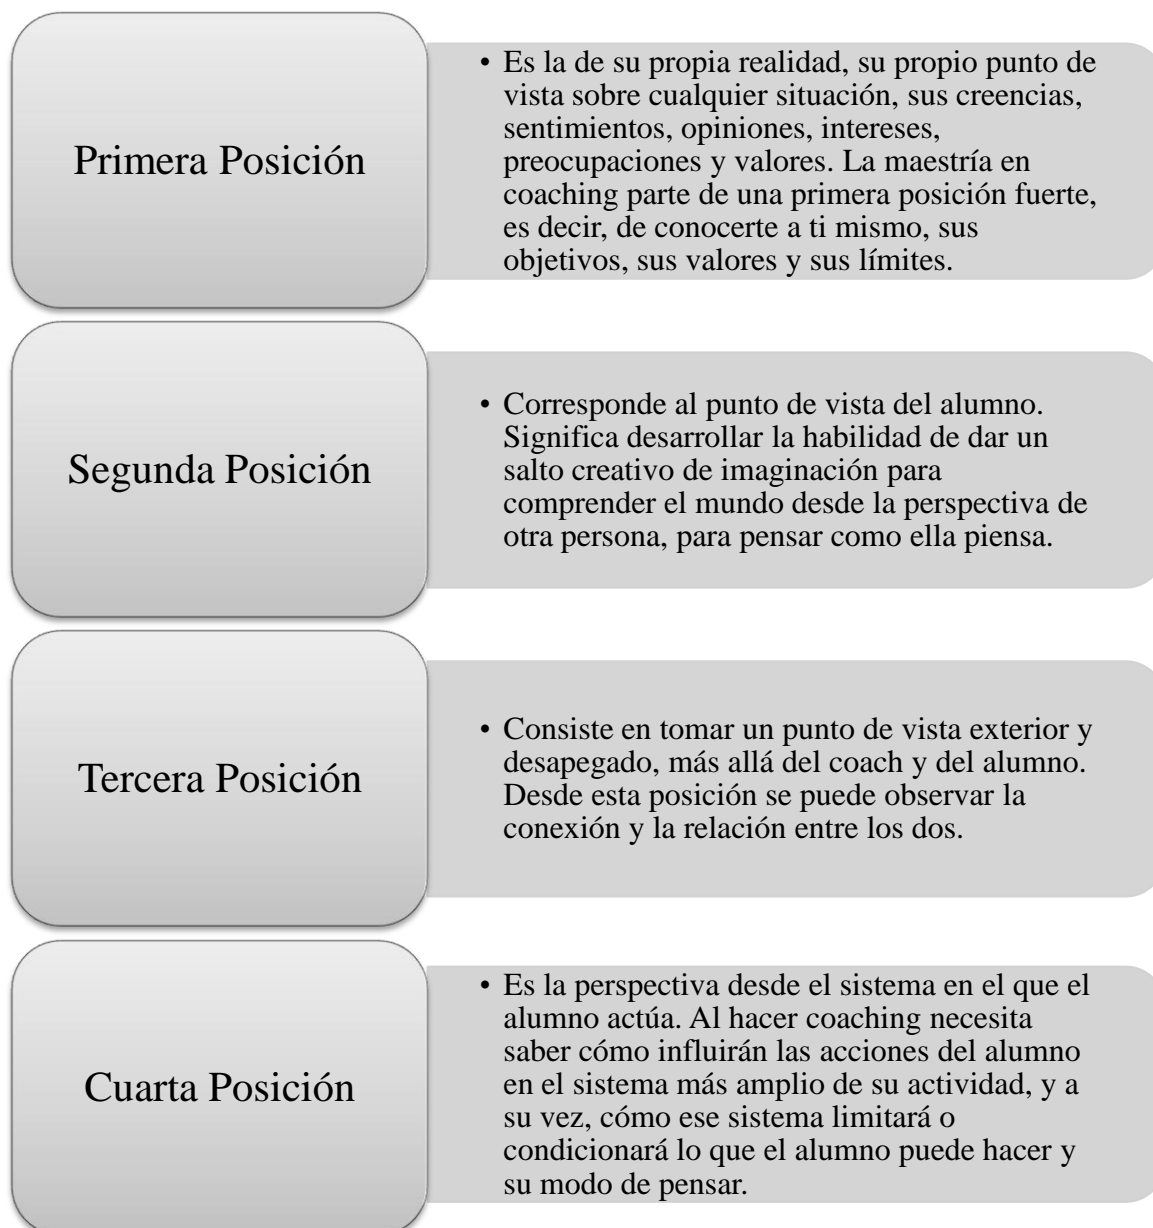 Primera Posición
• Es la de su propia realidad, su propio punto de
vista sobre cualquier situación, sus creencias,
sentimientos, opiniones, intereses,
preocupaciones y valores. La maestría en
coaching parte de una primera posición fuerte,
es decir, de conocerte a ti mismo, sus
objetivos, sus valores y sus límites.
Segunda Posición
• Corresponde al punto de vista del alumno.
Significa desarrollar la habilidad de dar un
salto creativo de imaginación para
comprender el mundo desde la perspectiva de
otra persona, para pensar como ella piensa.
Tercera Posición
• Consiste en tomar un punto de vista exterior y
desapegado, más allá del coach y del alumno.
Desde esta posición se puede observar la
conexión y la relación entre los dos.
Cuarta Posición
• Es la perspectiva desde el sistema en el que el
alumno actúa. Al hacer coaching necesita
saber cómo influirán las acciones del alumno
en el sistema más amplio de su actividad, y a
su vez, cómo ese sistema limitará o
condicionará lo que el alumno puede hacer y
su modo de pensar.